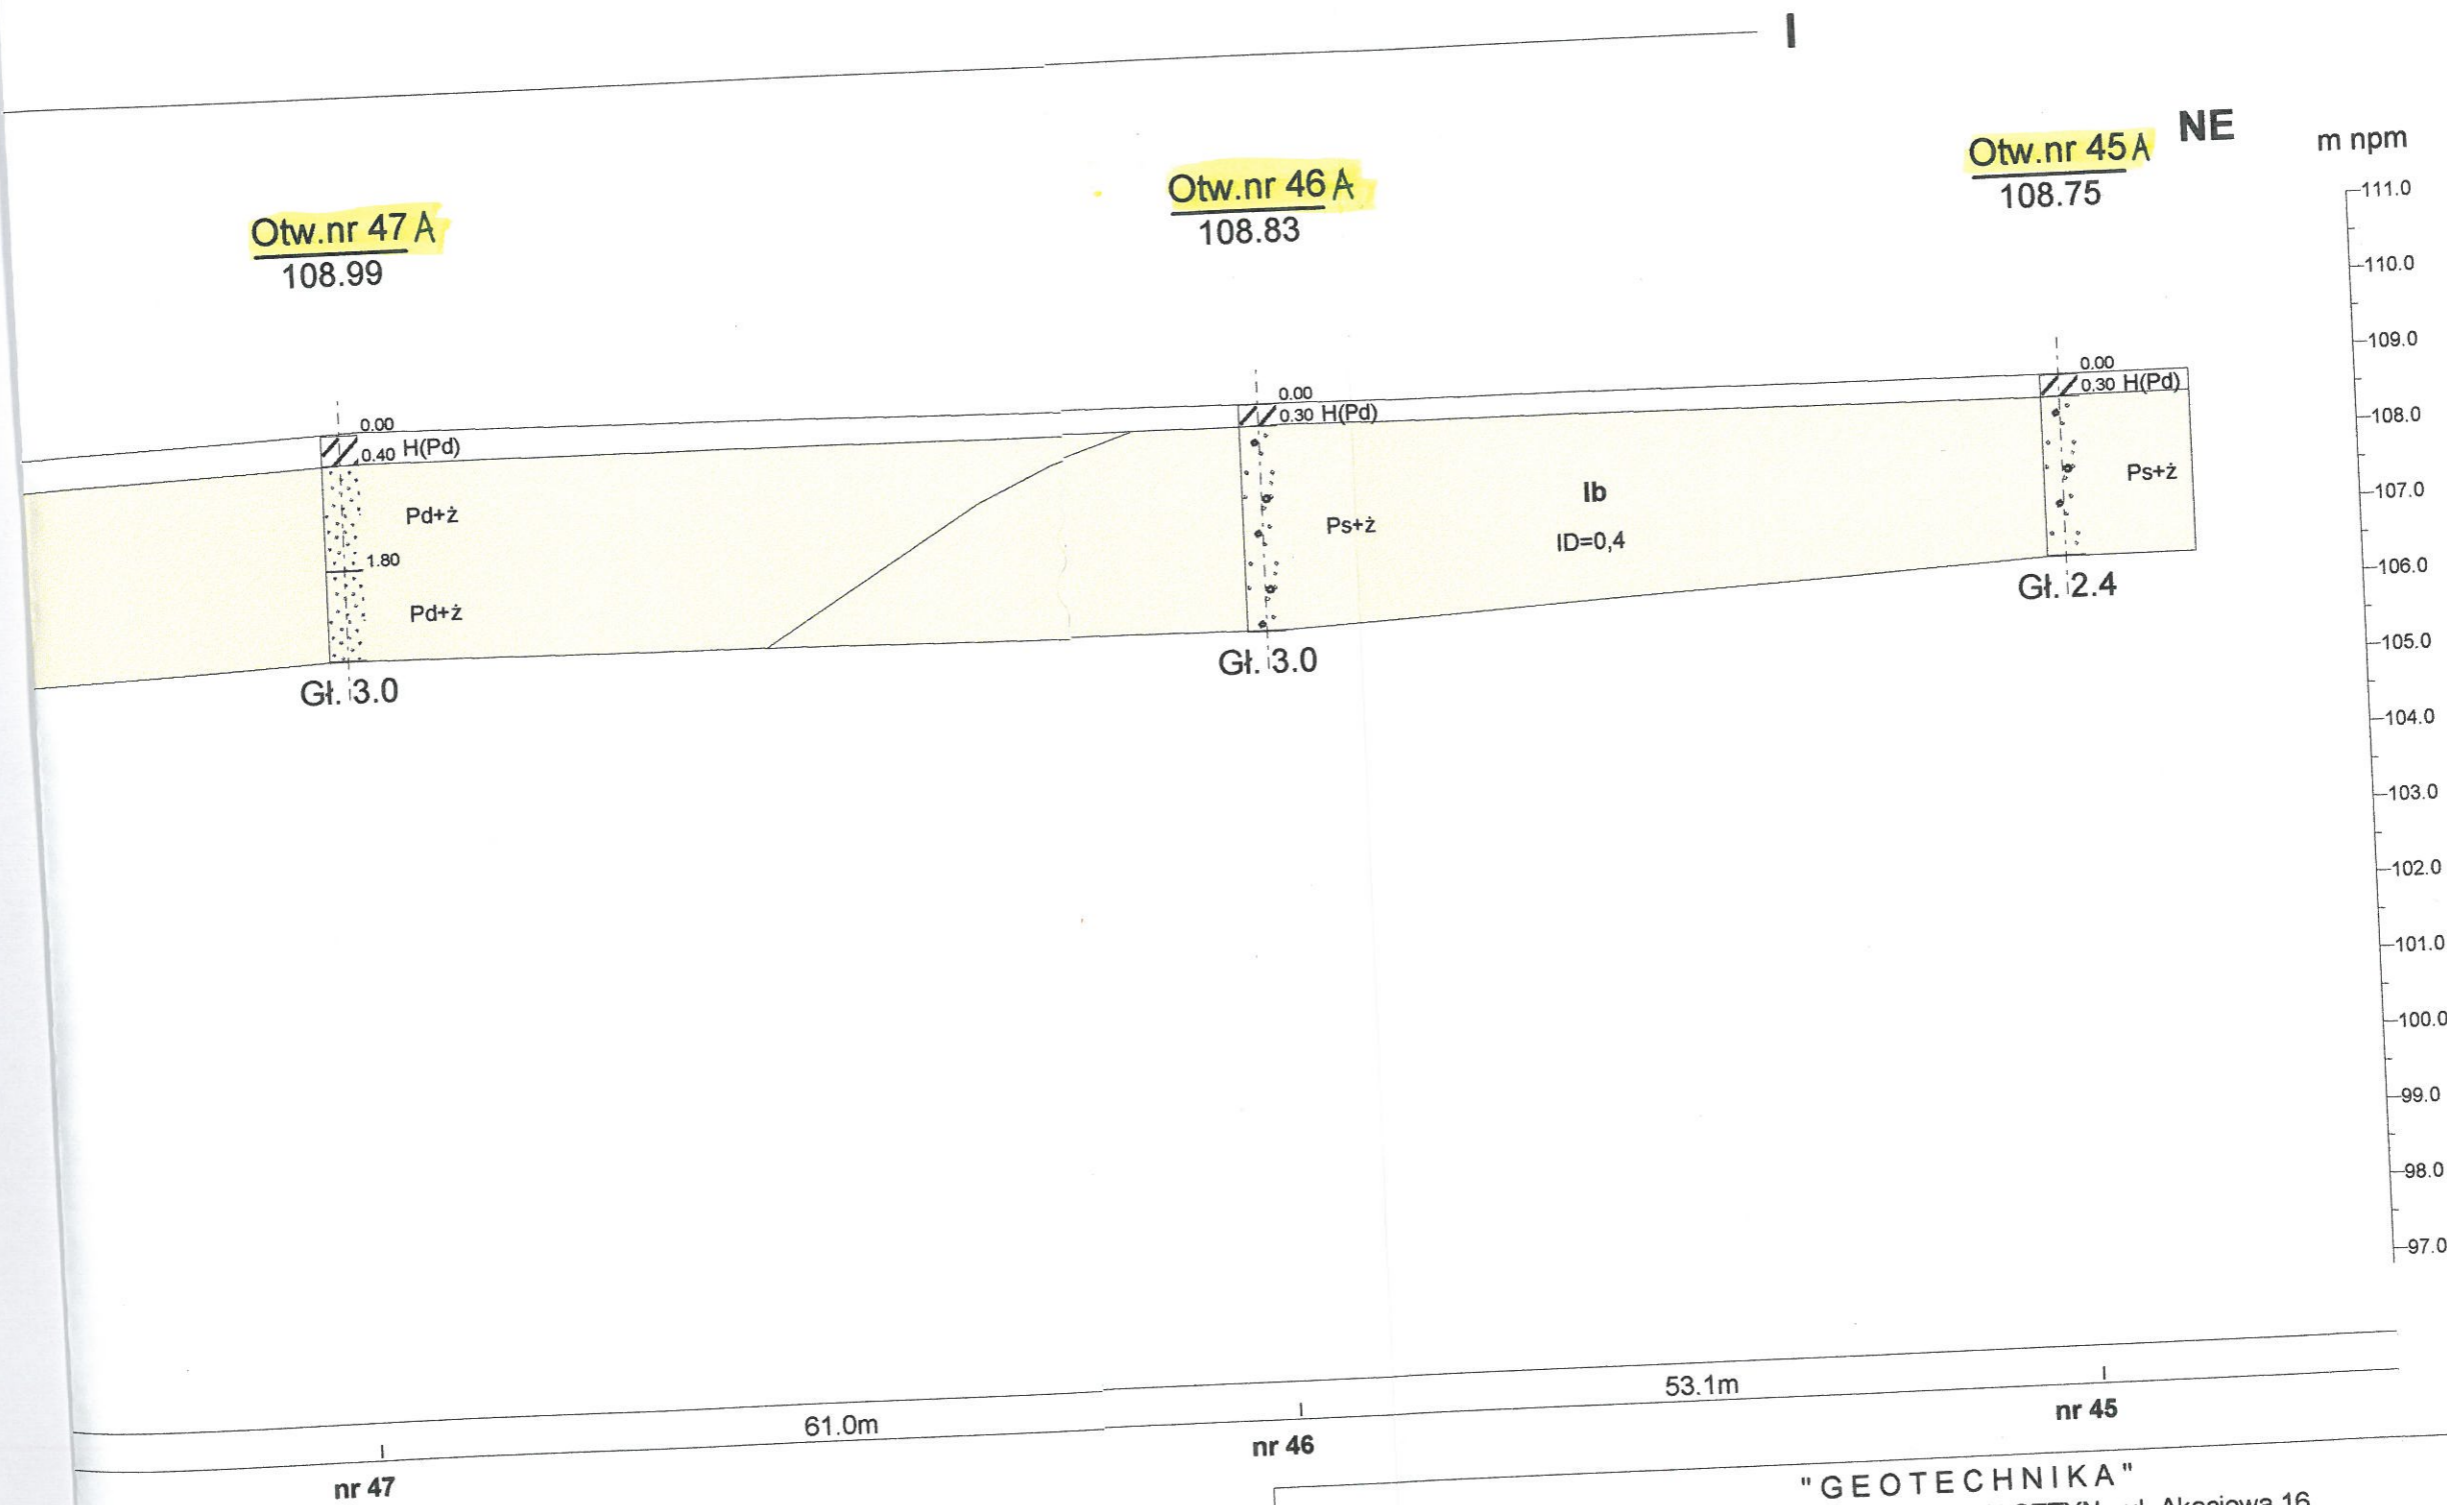 I
NE
m npm
Otw.nr 47 A
108.99
Otw.nr 46 A
108.83
Otw.nr 45 A
108.75
111.0
110.0
109.0
108.0
107.0
106.0
105.0
104.0
103.0
102.0
101.0
100.0
99.0
98.0
97.0
0.00
0.40 H(Pd)
Pd+ż
1.80
Pd+ż
Gł. 3.0
0.00
0.30 H(Pd)
Ps+ż
Gł. 3.0
Ib
ID=0,4
0.00
0.30 H(Pd)
Ps+ż
Gł. 2.4
61.0m
53.1m
nr 47
nr 46
nr 45
"GEOTECHNIKA"
ul. Akacjowa 16